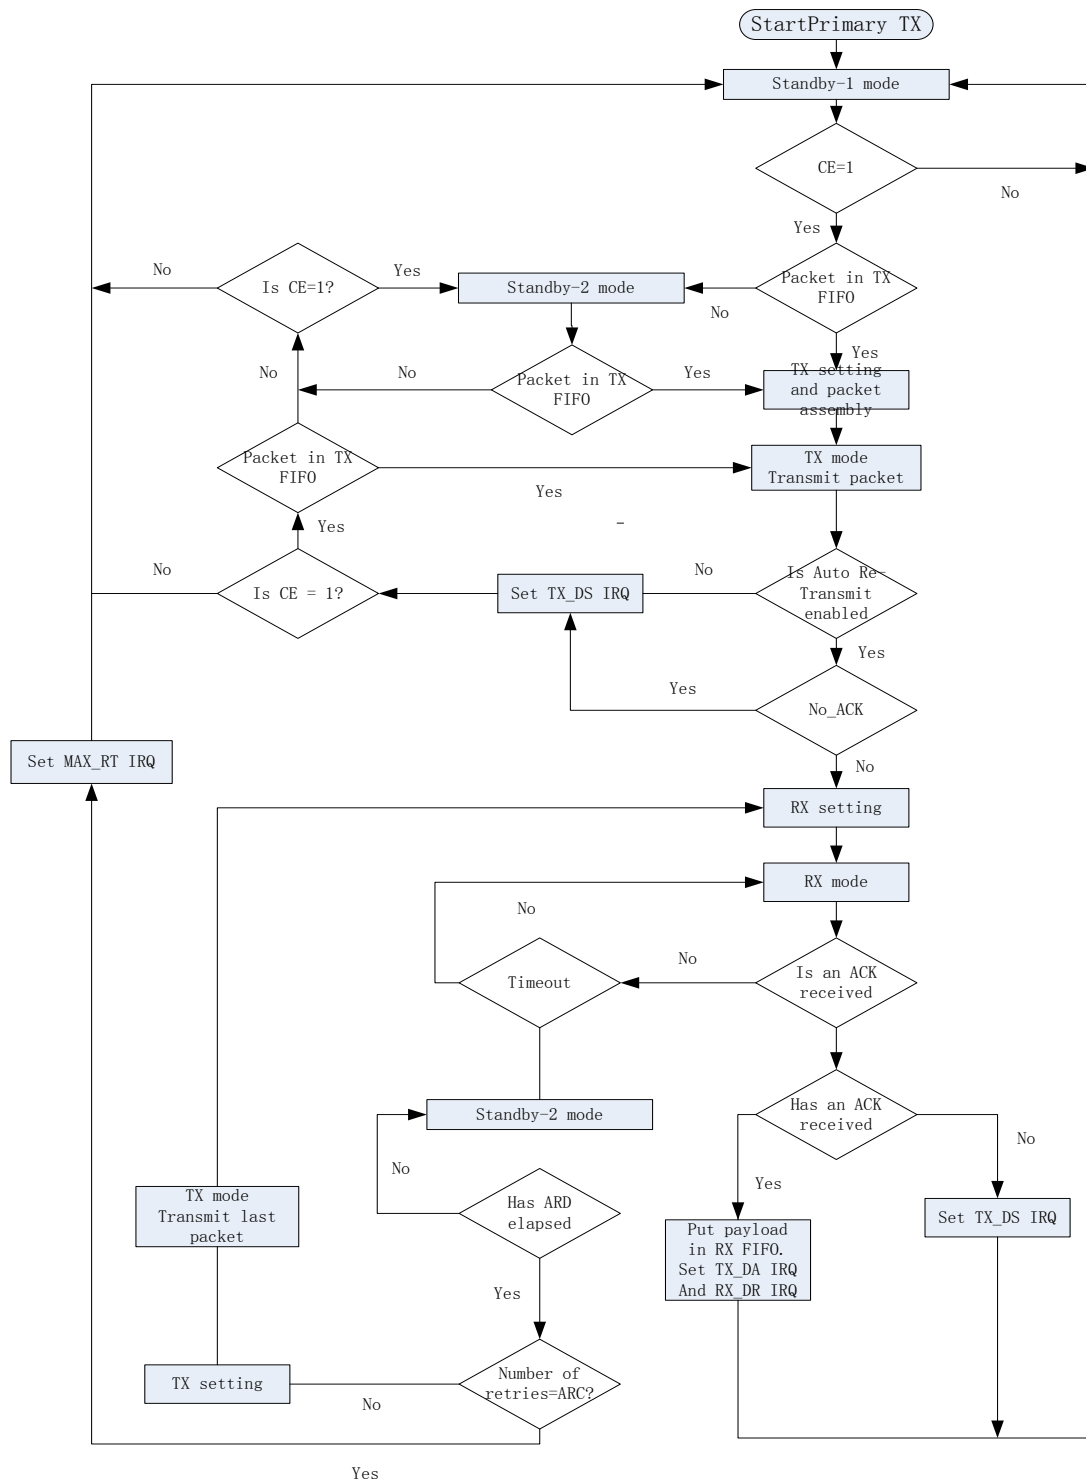 StartPrimary TX
Standby-1 mode
CE=1
No
Yes
No
Is CE=1?
Yes
Standby-2 mode
No
Packet in TX
FIFO
Yes
No
No
Packet in TX
FIFO
Yes
TX setting
and packet
assembly
Packet in TX
FIFO
Yes
TX mode
Transmit packet
Yes
-
No
Is CE = 1?
Set TX_DS IRQ
No
Is Auto Re-
Transmit
enabled
Yes
Yes
No_ACK
No
Set MAX_RT IRQ
RX setting
RX mode
No
Timeout
No
Is an ACK
received
Standby-2 mode
Has an ACK
received
No
No
Yes
Has ARD
elapsed
TX mode
Transmit last
packet
Set TX_DS IRQ
Put payload
in RX FIFO.
Set TX_DA IRQ
And RX_DR IRQ
Yes
Number of
retries=ARC?
TX setting
No
Yes